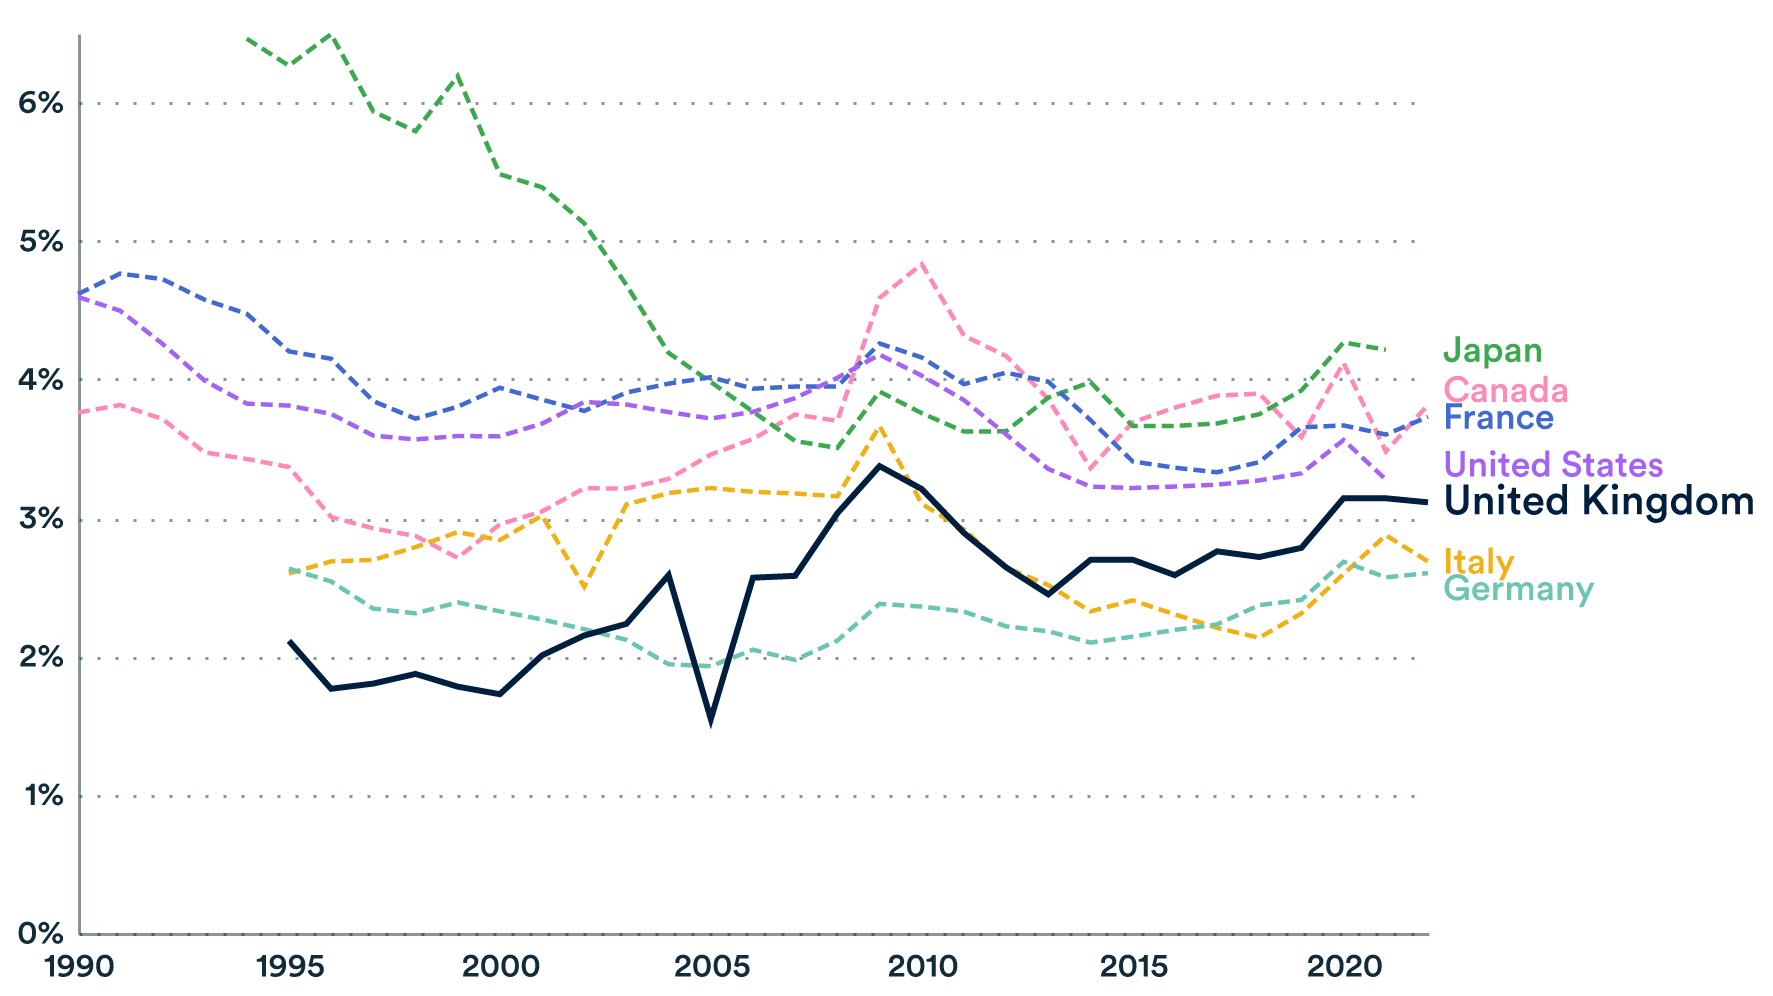 6%
5%
4%
3%
2%
1%
0%
1990 1995 2000 2005 2010 2015 2020
Japan
Canada
France
United States
United Kingdom
Italy
Germany